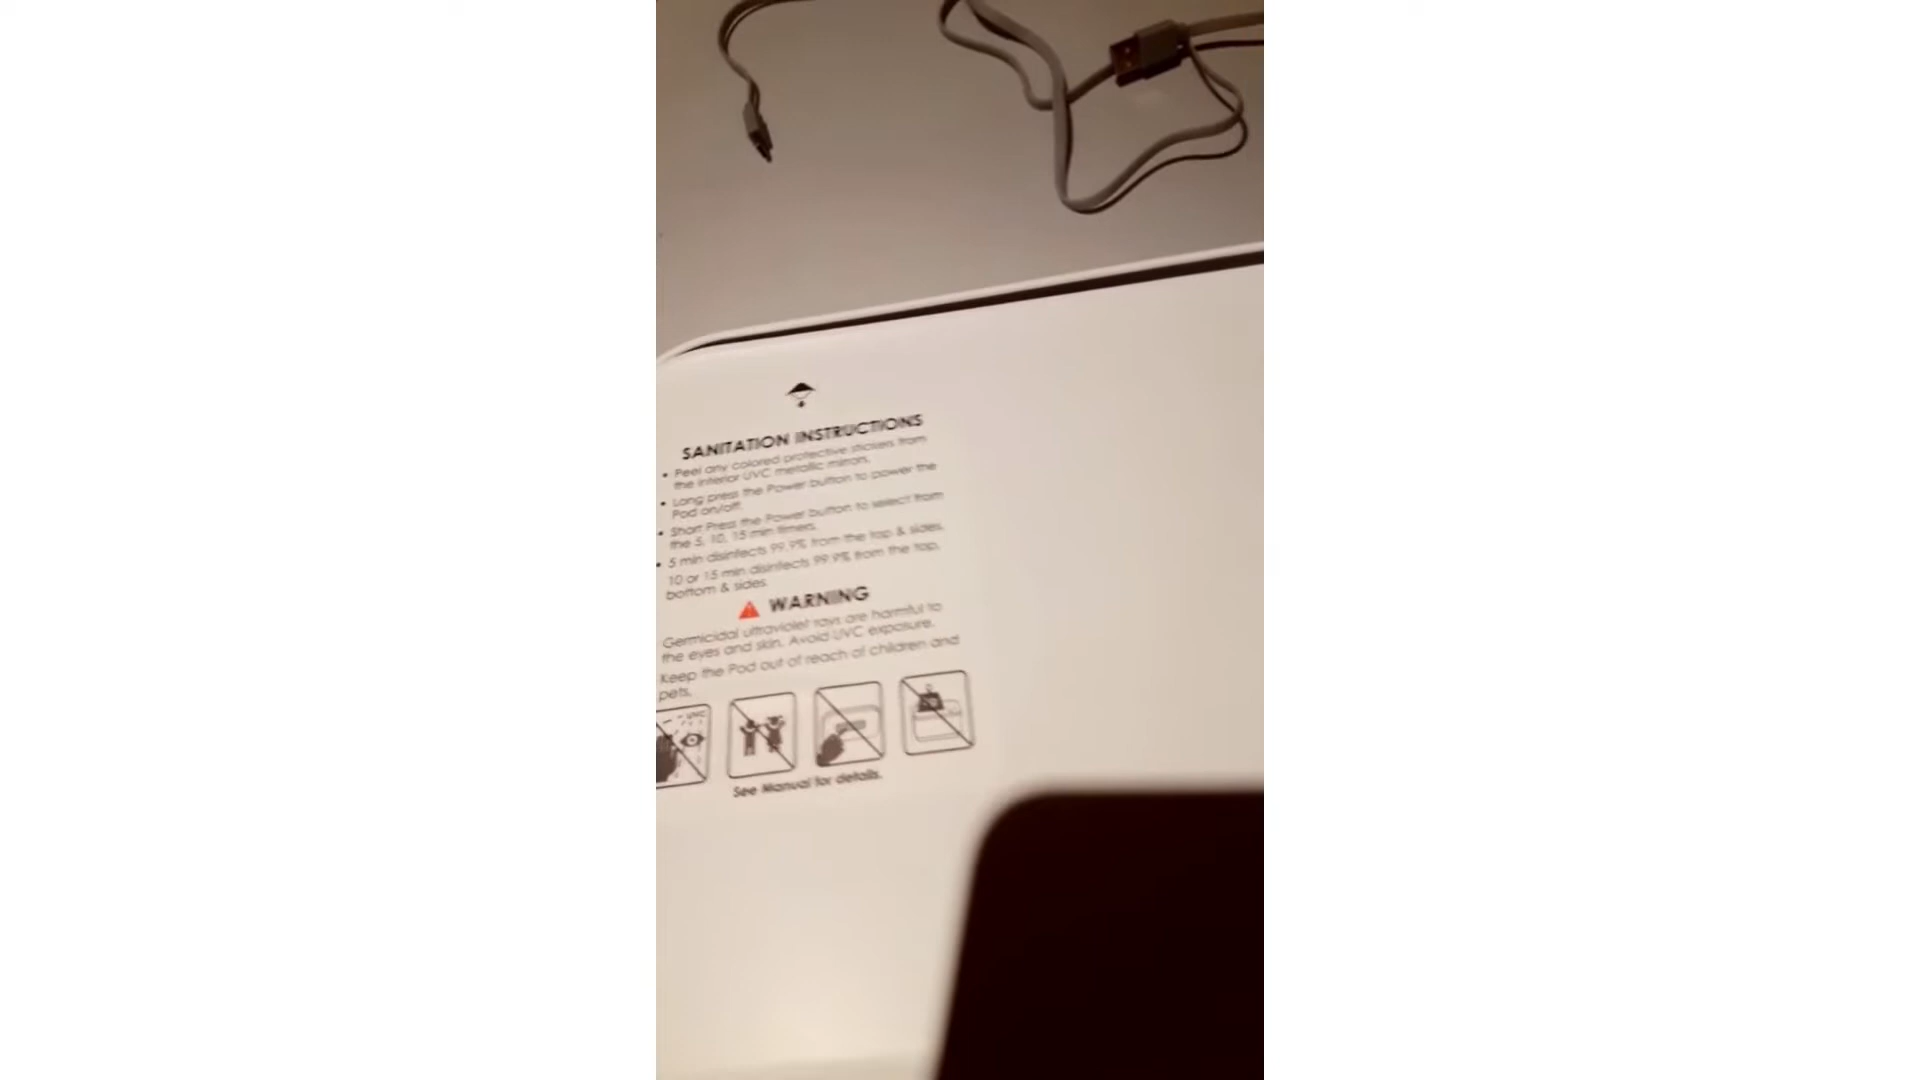 SANITATION INSTRUCTIONS
• Peel any colored protective stickers from
the interior UVC metallic mirrors.
• Long press the Power button to power the
Pod on/off.
• Short Press the Power button to select from
the 5, 10, 15 min timers.
• 5 min disinfects 99.9% from the top & sides.
10 or 15 min disinfects 99.9% from the top,
bottom & sides.
WARNING
Germicidal ultraviolet rays are harmful to
the eyes and skin. Avoid UVC exposure.
Keep the Pod out of reach of children and
pets.
UVC
See Manual for details.